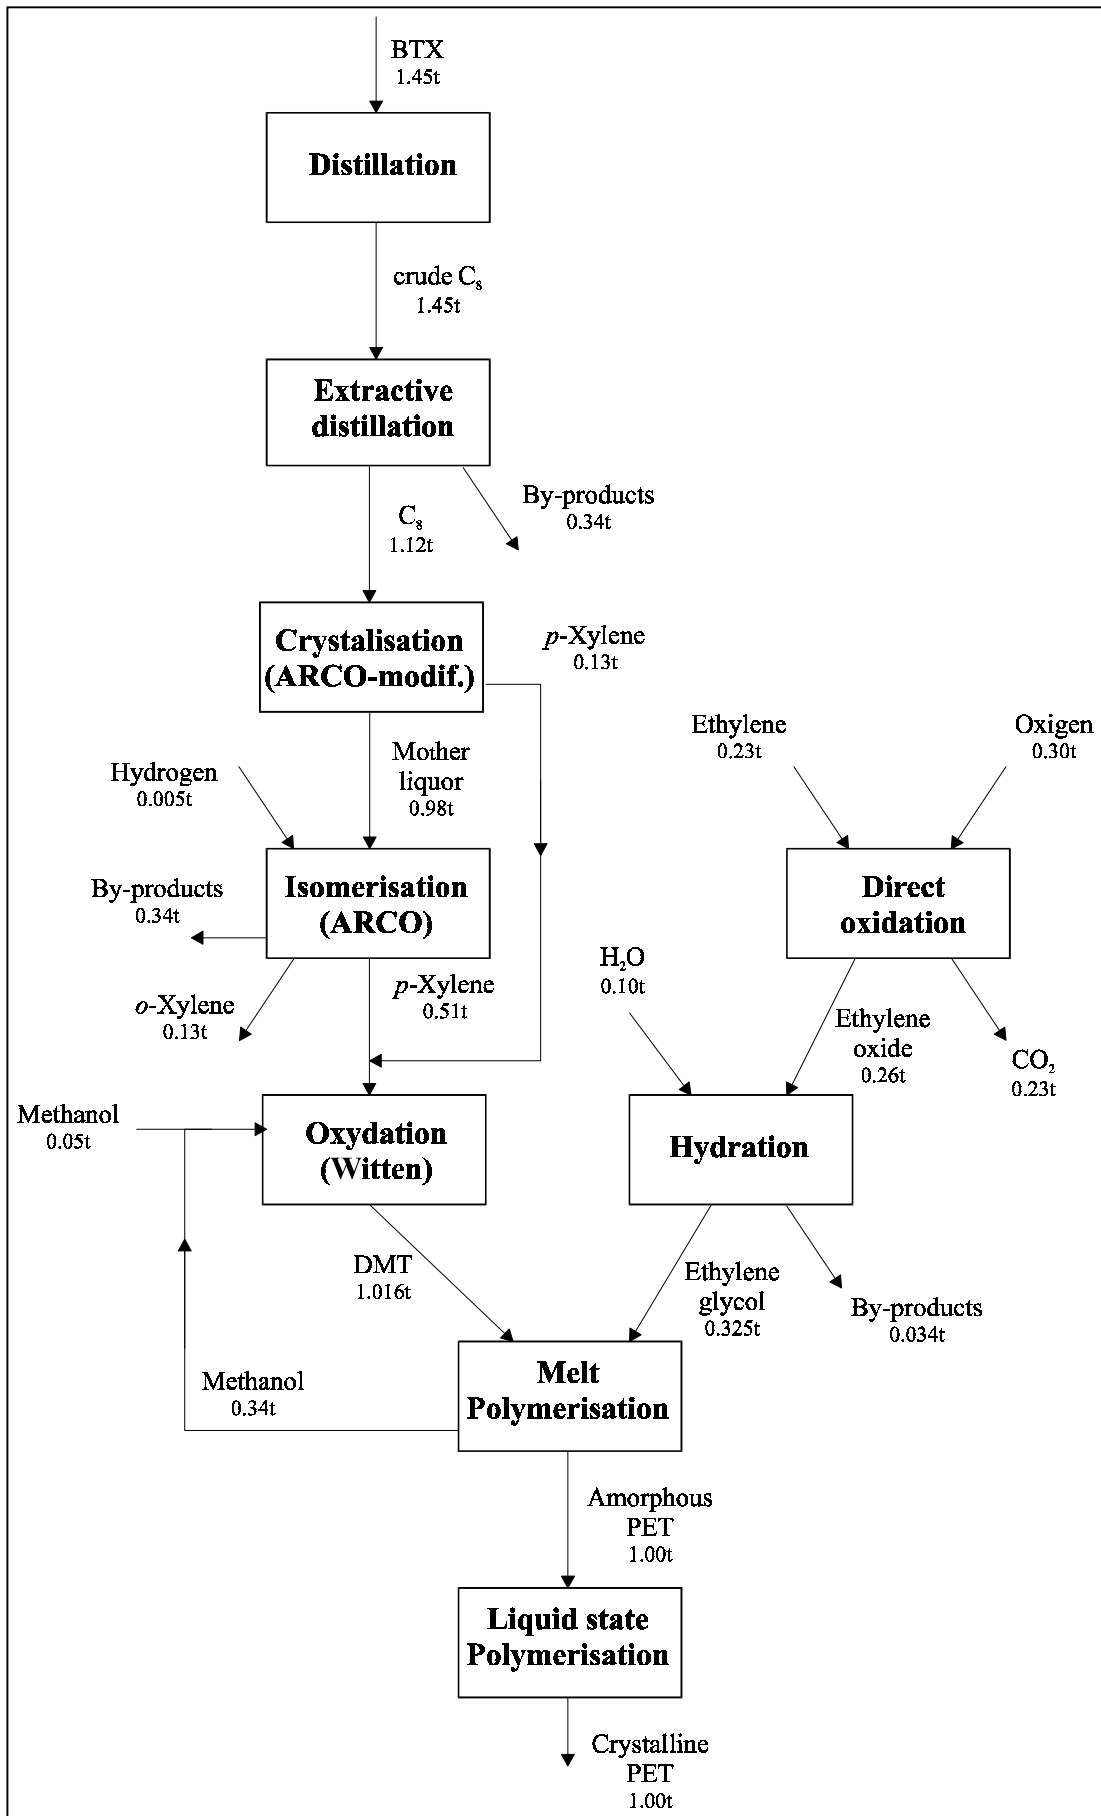 BTX
1.45t
Distillation
crude C₈
1.45t
Extractive
distillation
By-products
0.34t
C₈
1.12t
Crystalisation
(ARCO-modif.)
p-Xylene
0.13t
Ethylene
0.23t
Oxigen
0.30t
Mother
liquor
0.98t
Hydrogen
0.005t
Isomerisation
(ARCO)
By-products
0.34t
Direct
oxidation
o-Xylene
0.13t
p-Xylene
0.51t
H₂O
0.10t
Ethylene
oxide
0.26t
CO₂
0.23t
Methanol
0.05t
Oxydation
(Witten)
Hydration
DMT
1.016t
Ethylene
glycol
0.325t
By-products
0.034t
Methanol
0.34t
Melt
Polymerisation
Amorphous
PET
1.00t
Liquid state
Polymerisation
Crystalline
PET
1.00t